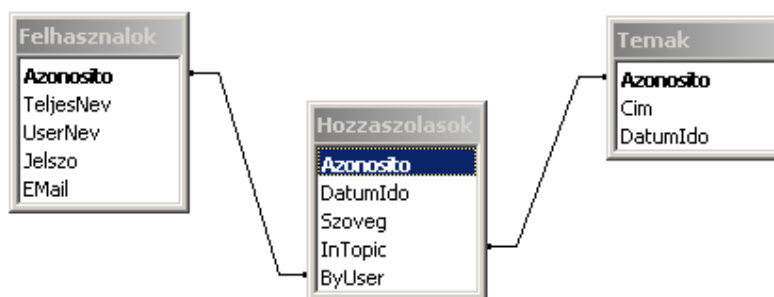 Felhasznalok
Azonosito
TeljesNev
UserNev
Jelszo
EMail
Hozzaszolasok
Azonosito
DatumIdo
Szoveg
InTopic
ByUser
Temak
Azonosito
Cim
DatumIdo